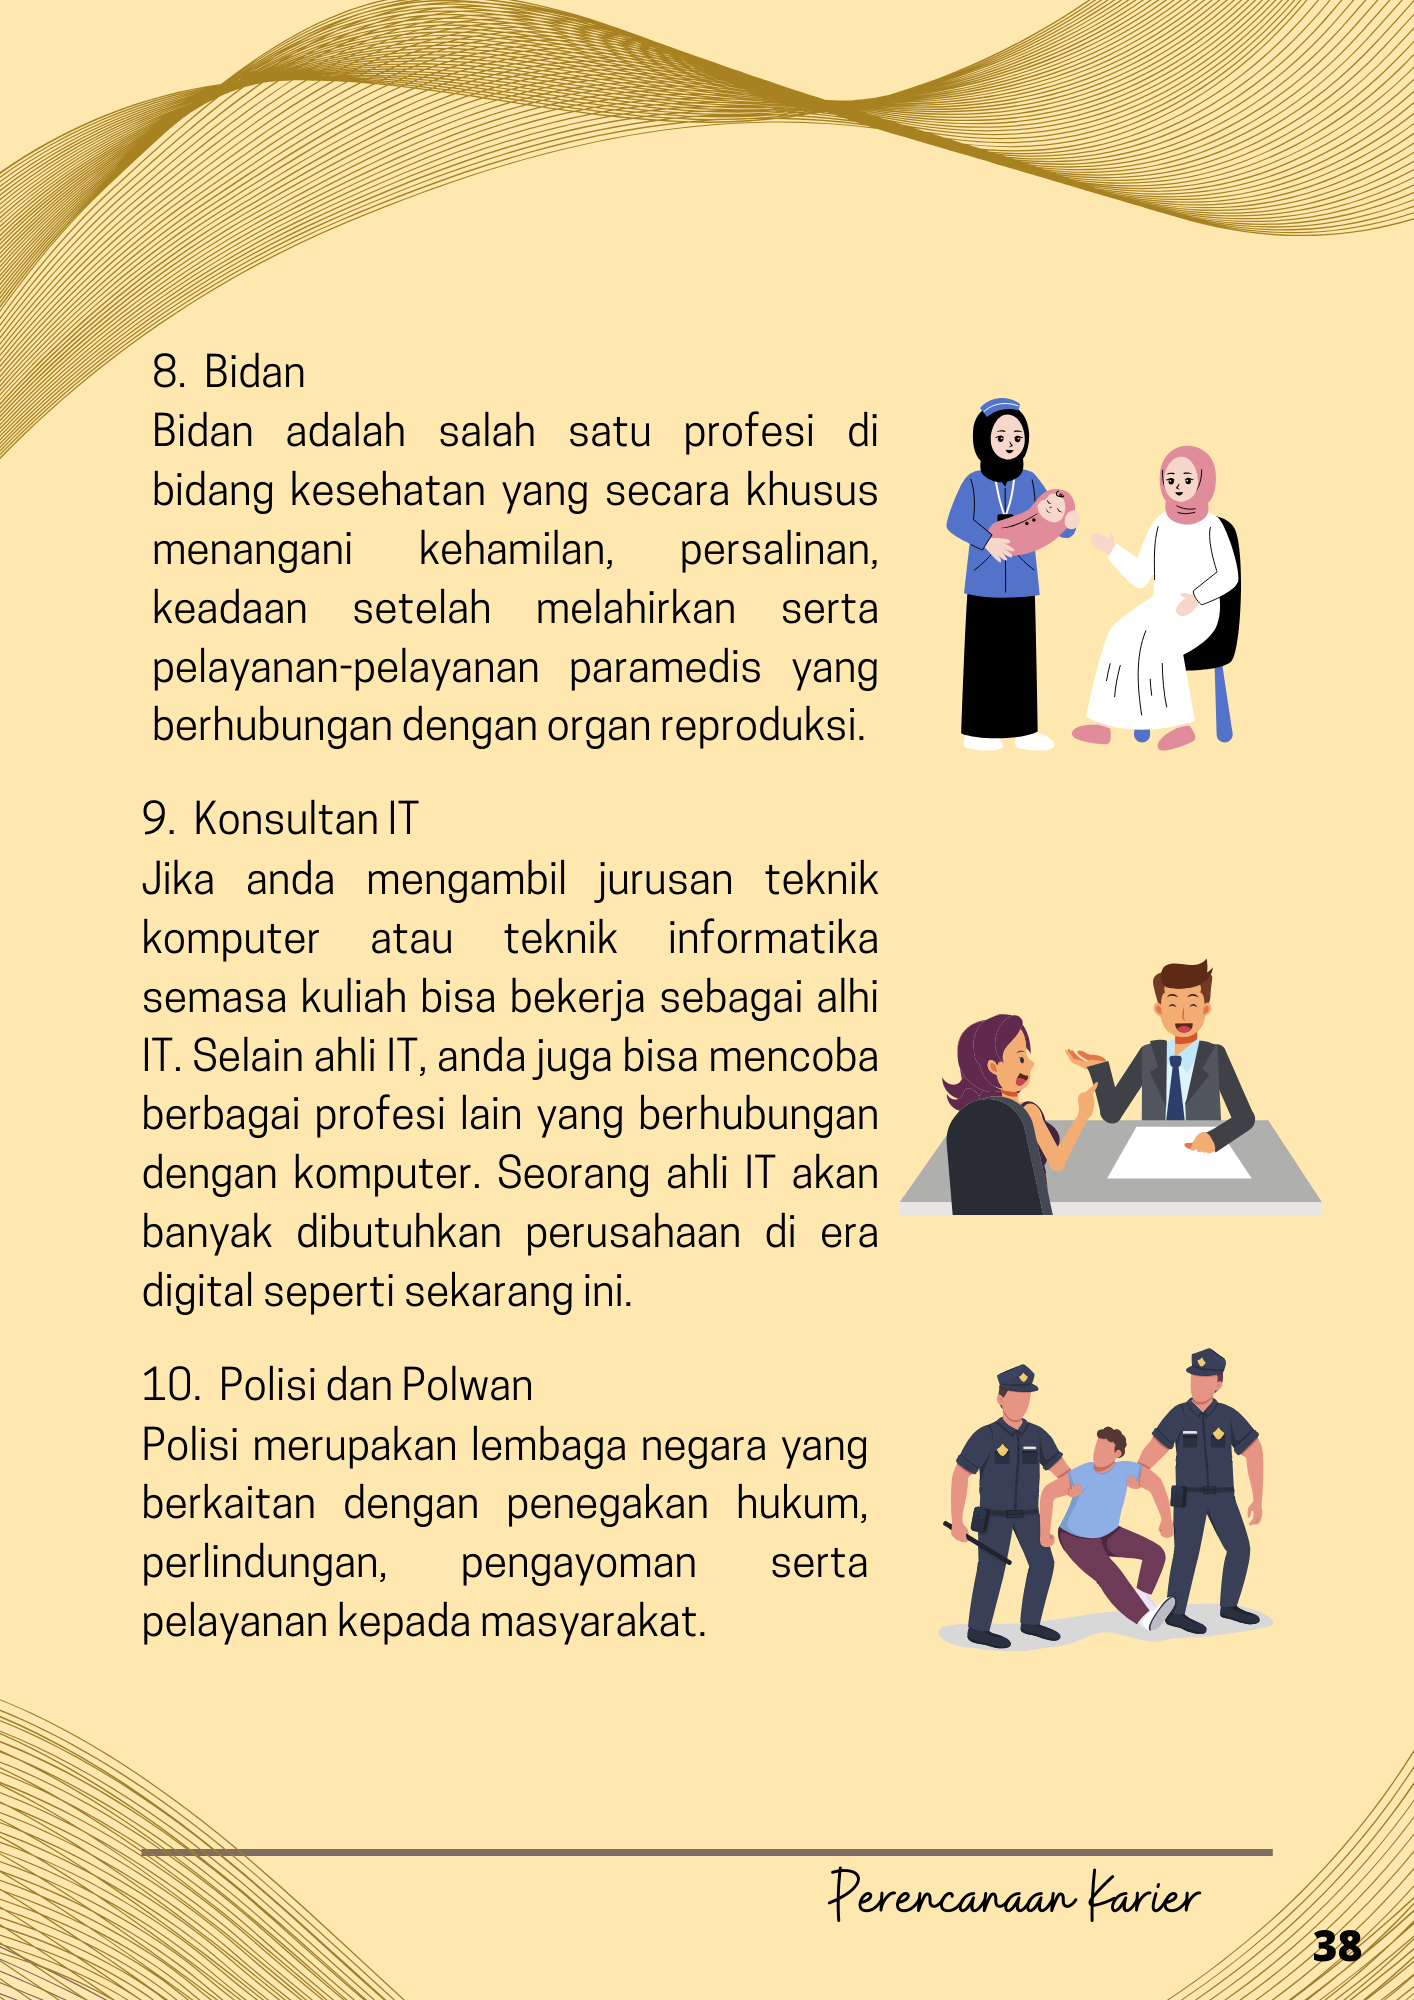 8. Bidan
Bidan adalah salah satu profesi di
bidang kesehatan yang secara khusus
menangani kehamilan, persalinan,
keadaan setelah melahirkan serta
pelayanan-pelayanan paramedis yang
berhubungan dengan organ reproduksi.
9. Konsultan IT
Jika anda mengambil jurusan teknik
komputer atau teknik informatika
semasa kuliah bisa bekerja sebagai alhi
IT. Selain ahli IT, anda juga bisa mencoba
berbagai profesi lain yang berhubungan
dengan komputer. Seorang ahli IT akan
banyak dibutuhkan perusahaan di era
digital seperti sekarang ini.
10. Polisi dan Polwan
Polisi merupakan lembaga negara yang
berkaitan dengan penegakan hukum,
perlindungan, pengayoman serta
pelayanan kepada masyarakat.
Perencanaan Karier
38